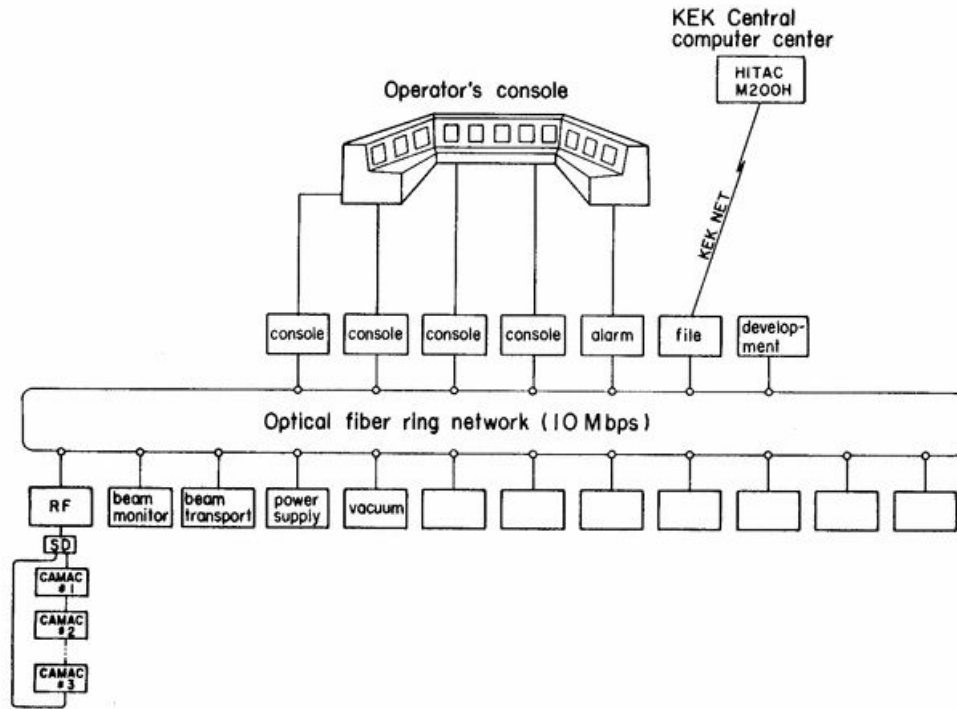 KEK Central
computer center
HITAC
M200H
Operator's console
KEK NET
console
console
console
console
alarm
file
develop-
ment
Optical fiber ring network (10 Mbps)
RF
beam
monitor
beam
transport
power
supply
vacuum
SD
CAMAC
#1
CAMAC
#2
CAMAC
#3